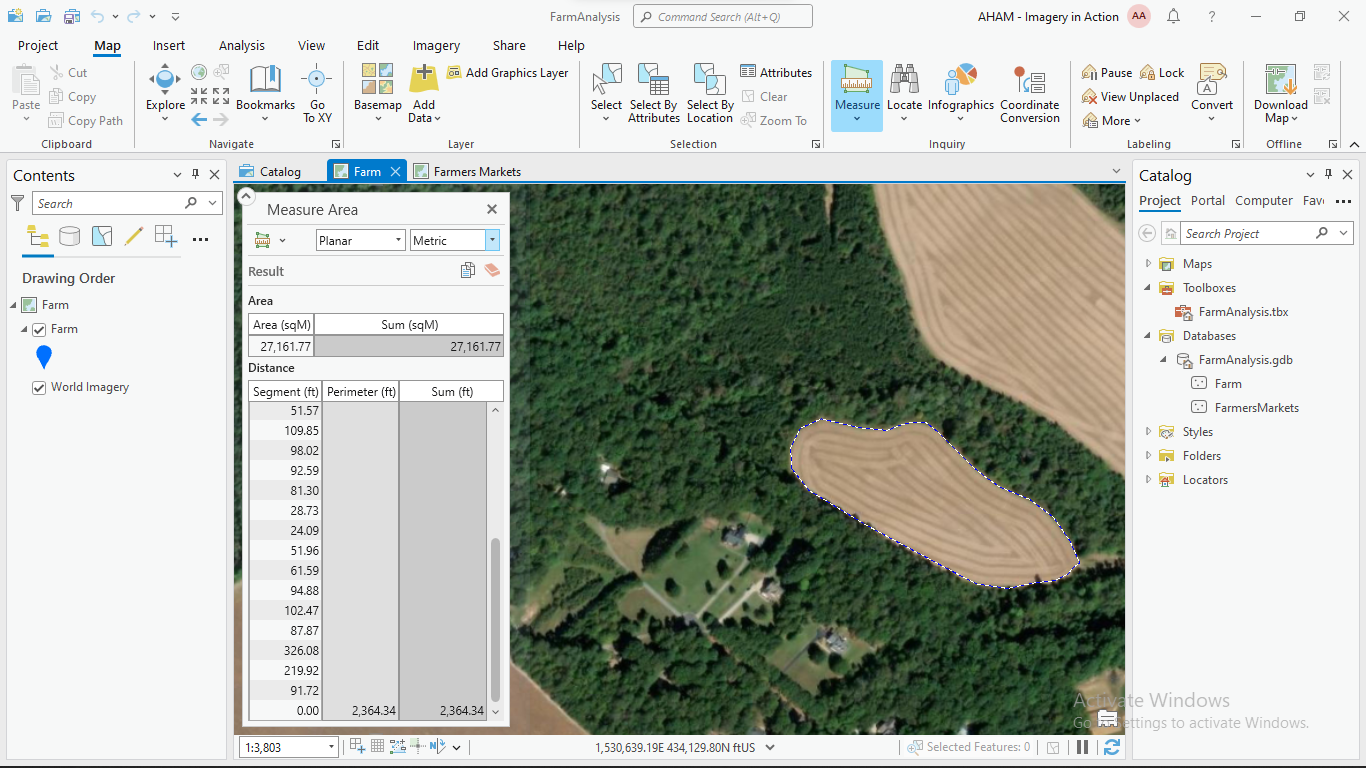 FarmAnalysis
Command Search (Alt+Q)
AHAM - Imagery in Action
AA
?
Project
Map
Insert
Analysis
View
Edit
Imagery
Share
Help
Paste
Cut
Copy
Copy Path
Clipboard
Explore
Bookmarks
Go To XY
Navigate
Basemap
Add Data
Add Graphics Layer
Layer
Select
Select By Attributes
Select By Location
Attributes
Clear
Zoom To
Selection
Measure
Locate
Infographics
Coordinate Conversion
Inquiry
Pause
Lock
View Unplaced
More
Convert
Labeling
Download Map
Offline
Contents
Search
Drawing Order
Farm
Farm
World Imagery
Catalog
Farm
Farmers Markets
Measure Area
Planar
Metric
Result
Area
Area (sqM) Sum (sqM)
27,161.77 27,161.77
Distance
Segment (ft) Perimeter (ft) Sum (ft)
51.57
109.85
98.02
92.59
81.30
28.73
24.09
51.96
61.59
94.88
102.47
87.87
326.08
219.92
91.72
0.00 2,364.34 2,364.34
1:3,803
N
1,530,639.19E 434,129.80N ftUS
Selected Features: 0
Catalog
Project
Portal
Computer
Fav
Search Project
Maps
Toolboxes
FarmAnalysis.tbx
Databases
FarmAnalysis.gdb
Farm
FarmersMarkets
Styles
Folders
Locators
Activate Windows
Go to Settings to activate Windows.